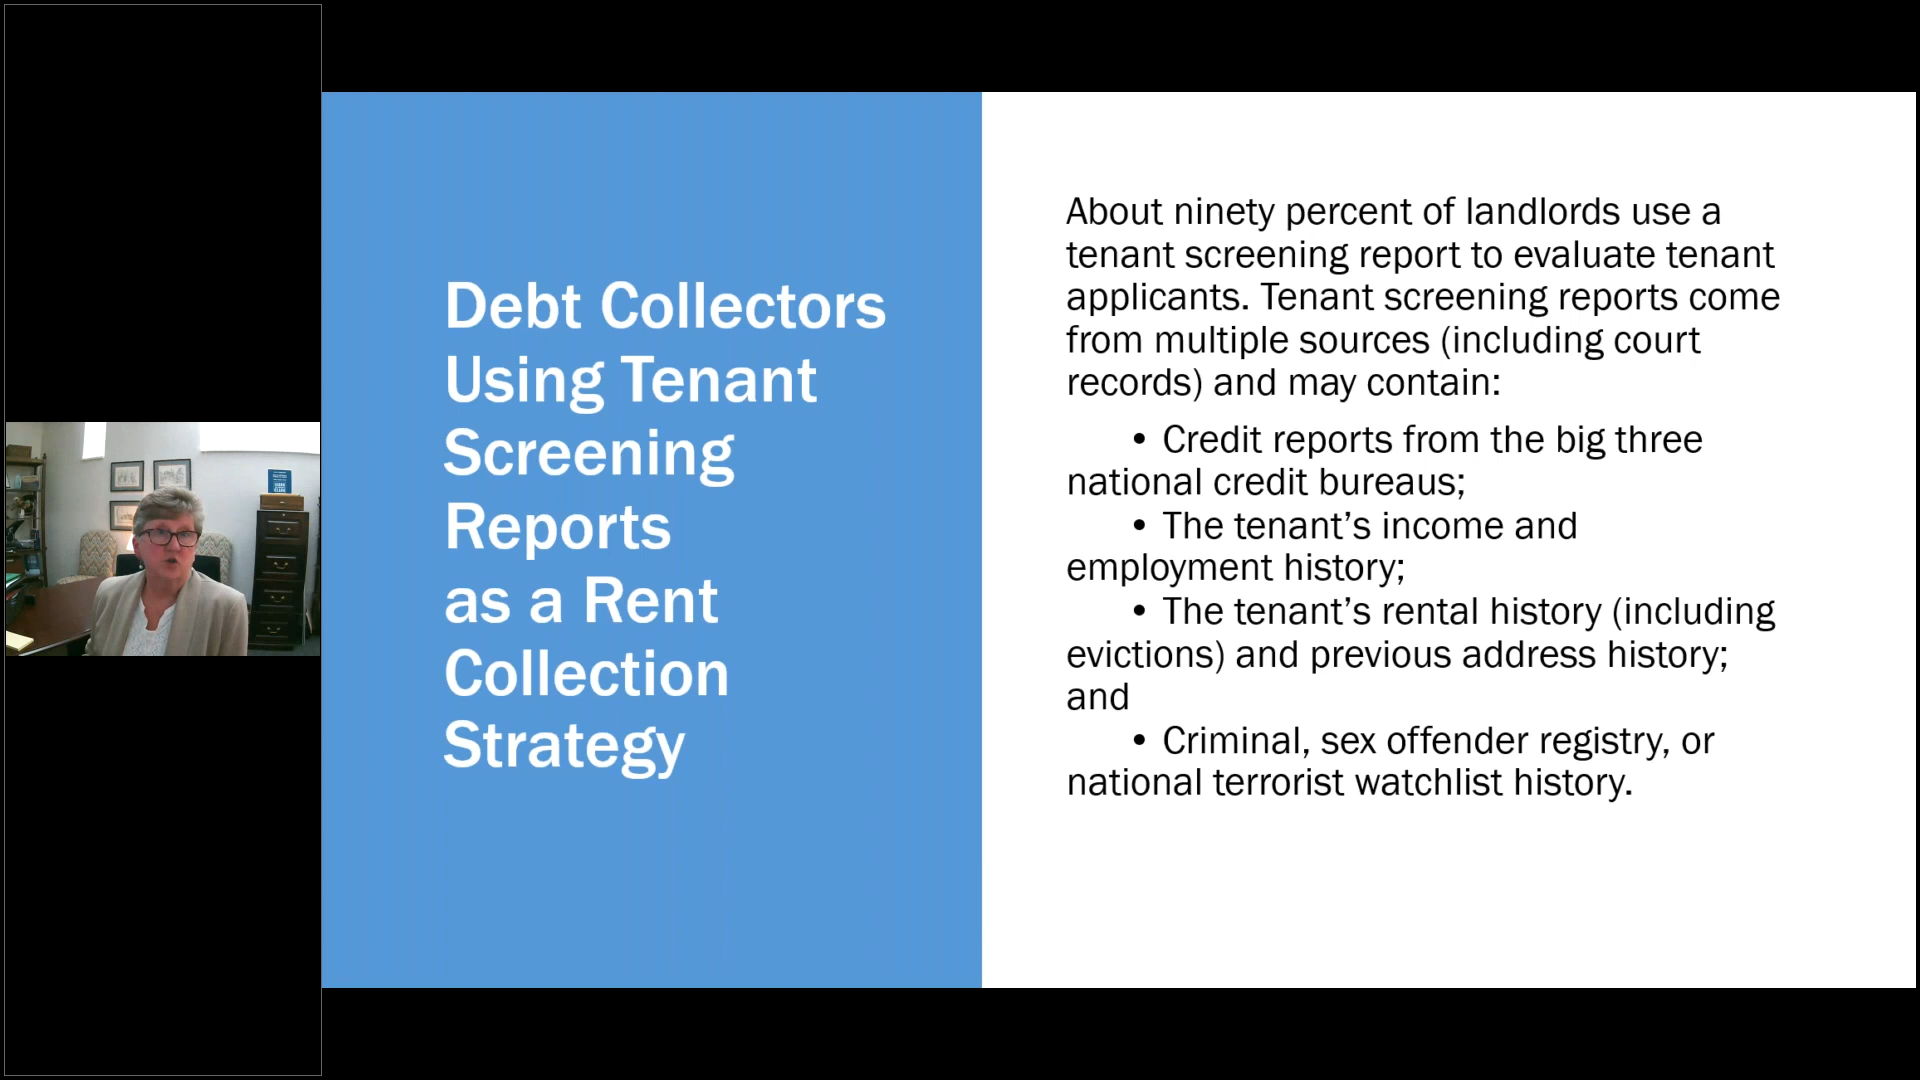 Debt Collectors
Using Tenant
Screening
Reports
as a Rent
Collection
Strategy
About ninety percent of landlords use a
tenant screening report to evaluate tenant
applicants. Tenant screening reports come
from multiple sources (including court
records) and may contain:
• Credit reports from the big three
national credit bureaus;
• The tenant’s income and
employment history;
• The tenant’s rental history (including
evictions) and previous address history;
and
• Criminal, sex offender registry, or
national terrorist watchlist history.